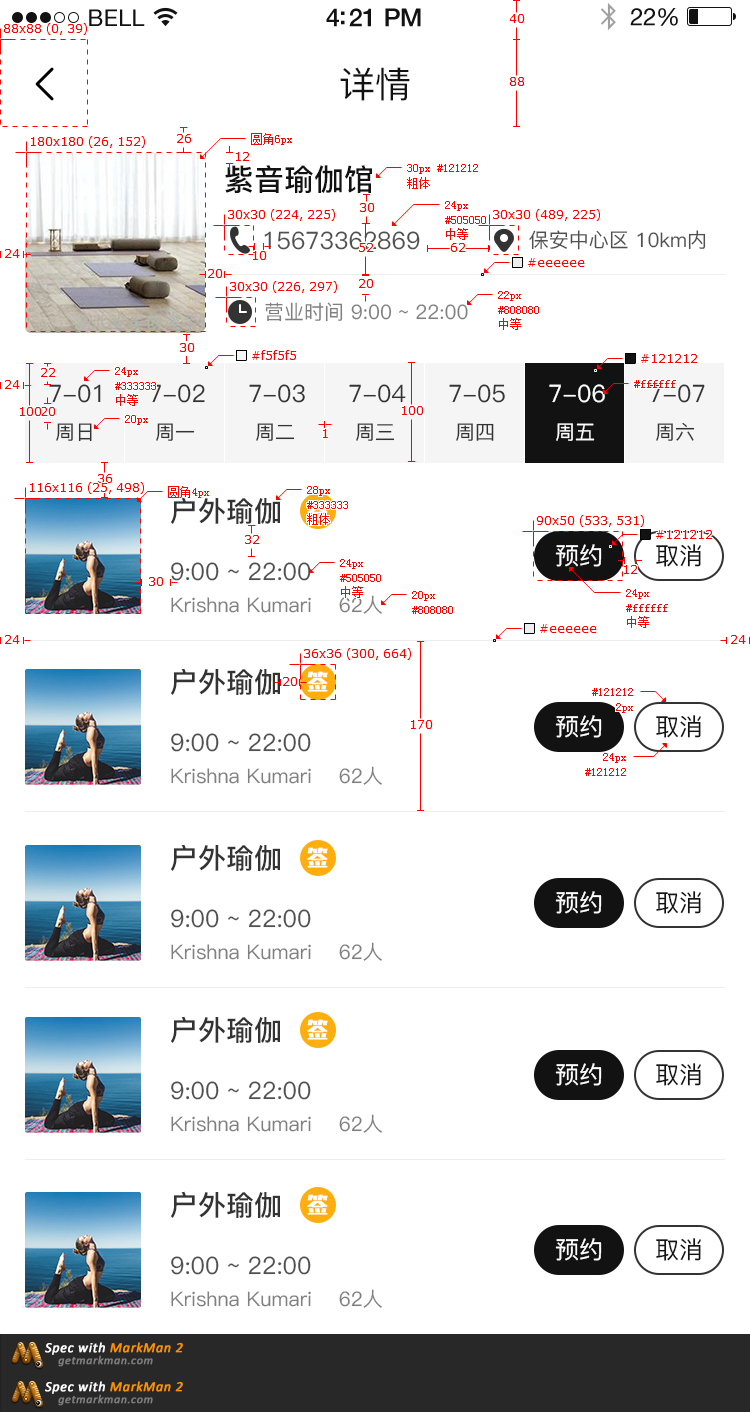 BELL 4:21 PM 22%
40
88x88 (0, 39)
详情
88
180x180 (26, 152)
26
圆角6px
12
紫音瑜伽馆
30px #121212
粗体
30
24px
#505050
中等
30x30 (224, 225)
30x30 (489, 225)
15673362869
保安中心区 10km内
10
52
62
24
#eeeeee
20
20
30x30 (226, 297)
营业时间 9:00 ~ 22:00
22px
#808080
中等
30
#f5f5f5
#121212
24
22
24px
#333333
中等
#ffffff
7-01 7-02 7-03 7-04 7-05 7-06 7-07
100
20
20px
1
100
周日 周一 周二 周三 周四 周五 周六
36
116x116 (25, 498)
圆角4px
户外瑜伽
28px
#333333
粗体
32
90x50 (533, 531)
#121212
预约 取消
12
9:00 ~ 22:00
30
24px
#505050
中等
Krishna Kumari 62人
20px
#808080
24px
#ffffff
中等
#eeeeee
24
24
36x36 (300, 664)
户外瑜伽 签
20
#121212
2px
170
预约 取消
9:00 ~ 22:00
24px
#121212
Krishna Kumari 62人
户外瑜伽 签
预约 取消
9:00 ~ 22:00
Krishna Kumari 62人
户外瑜伽 签
预约 取消
9:00 ~ 22:00
Krishna Kumari 62人
户外瑜伽 签
预约 取消
9:00 ~ 22:00
Krishna Kumari 62人
Spec with MarkMan 2
getmarkman.com
Spec with MarkMan 2
getmarkman.com